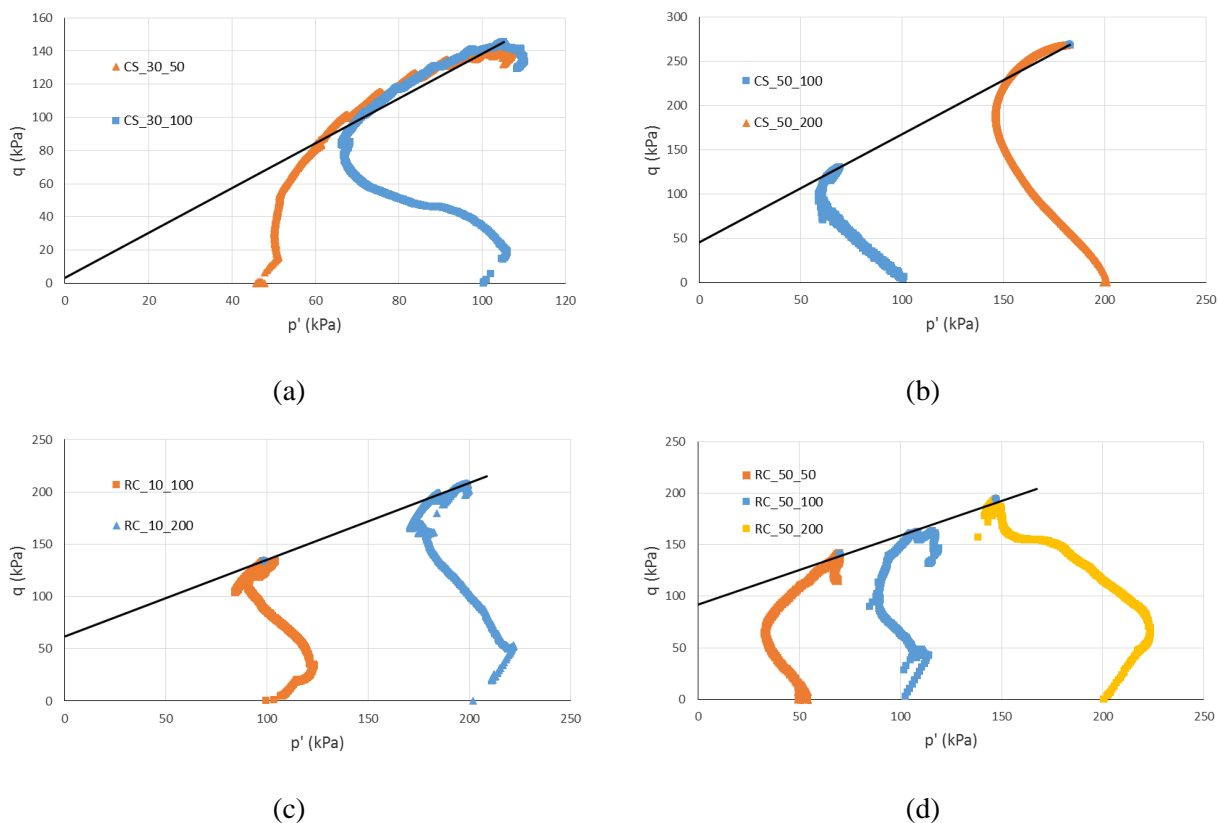 160
140
120
100
80
60
40
20
0
q (kPa)
CS_30_50
CS_30_100
0 20 40 60 80 100 120
p' (kPa)
(a)
300
250
200
150
100
50
0
q (kPa)
CS_50_100
CS_50_200
0 50 100 150 200 250
p' (kPa)
(b)
250
200
150
100
50
0
q (kPa)
RC_10_100
RC_10_200
0 50 100 150 200 250
p' (kPa)
(c)
250
200
150
100
50
0
q (kPa)
RC_50_50
RC_50_100
RC_50_200
0 50 100 150 200 250
p' (kPa)
(d)